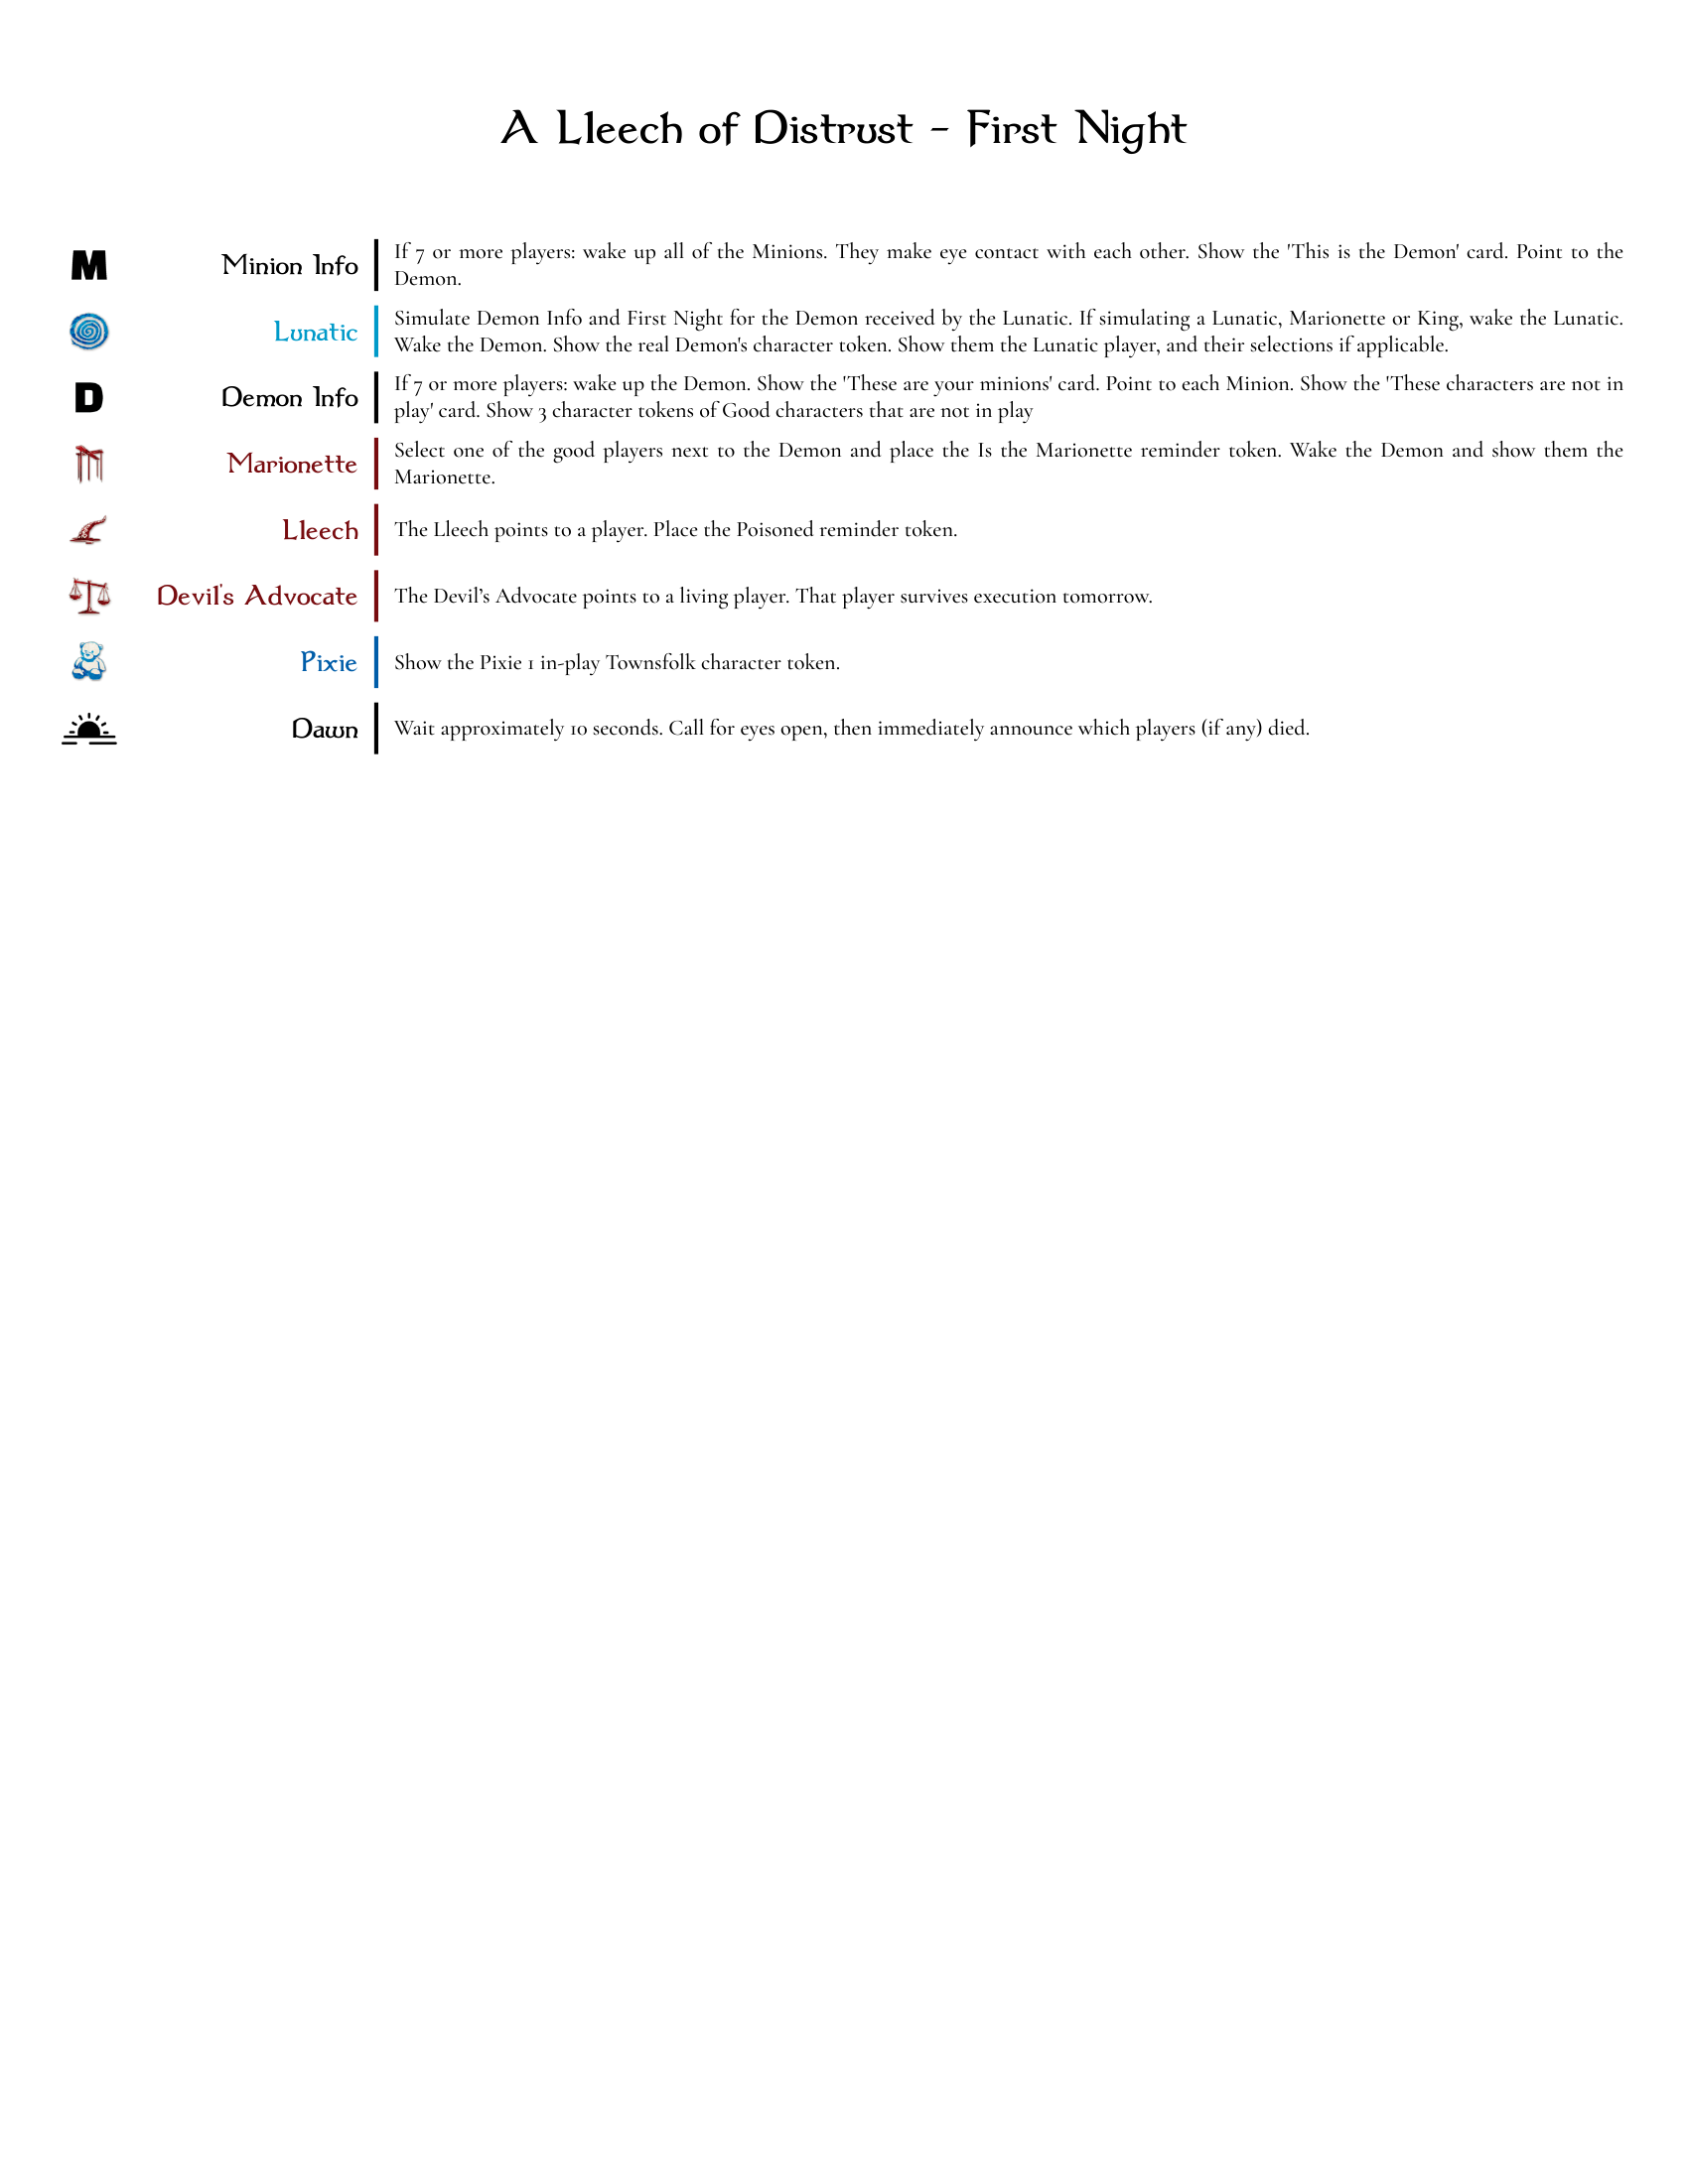 A Lleech of Distrust - First Night
M
Minion Info
If 7 or more players: wake up all of the Minions. They make eye contact with each other. Show the 'This is the Demon' card. Point to the
Demon.
Lunatic
Simulate Demon Info and First Night for the Demon received by the Lunatic. If simulating a Lunatic, Marionette or King, wake the Lunatic.
Wake the Demon. Show the real Demon's character token. Show them the Lunatic player, and their selections if applicable.
D
Demon Info
If 7 or more players: wake up the Demon. Show the 'These are your minions' card. Point to each Minion. Show the 'These characters are not in
play' card. Show 3 character tokens of Good characters that are not in play
Marionette
Select one of the good players next to the Demon and place the Is the Marionette reminder token. Wake the Demon and show them the
Marionette.
Lleech
The Lleech points to a player. Place the Poisoned reminder token.
Devil's Advocate
The Devil’s Advocate points to a living player. That player survives execution tomorrow.
Pixie
Show the Pixie 1 in-play Townsfolk character token.
Dawn
Wait approximately 10 seconds. Call for eyes open, then immediately announce which players (if any) died.